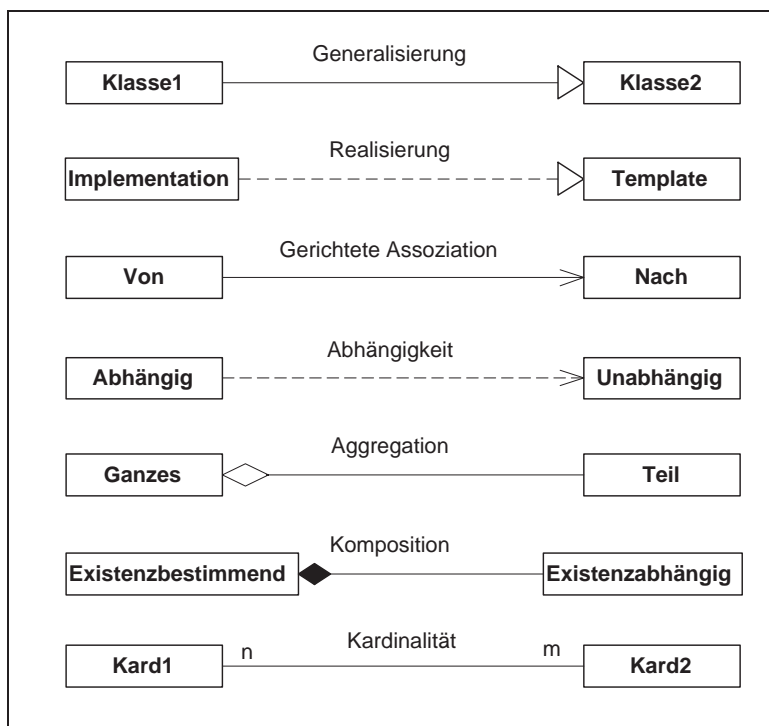 Generalisierung
Klasse1 Klasse2
Realisierung
Implementation Template
Gerichtete Assoziation
Von Nach
Abhängigkeit
Abhängig Unabhängig
Aggregation
Ganzes Teil
Komposition
Existenzbestimmend Existenzabhängig
n Kardinalität m
Kard1 Kard2